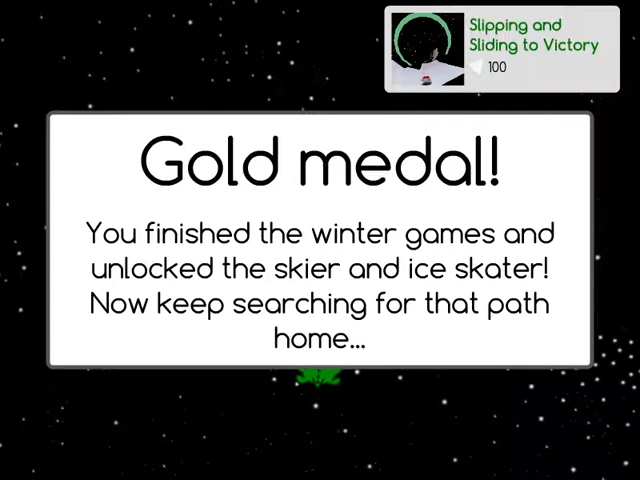 Slipping and
Sliding to Victory
100
Gold medal!
You finished the winter games and
unlocked the skier and ice skater!
Now keep searching for that path
home...